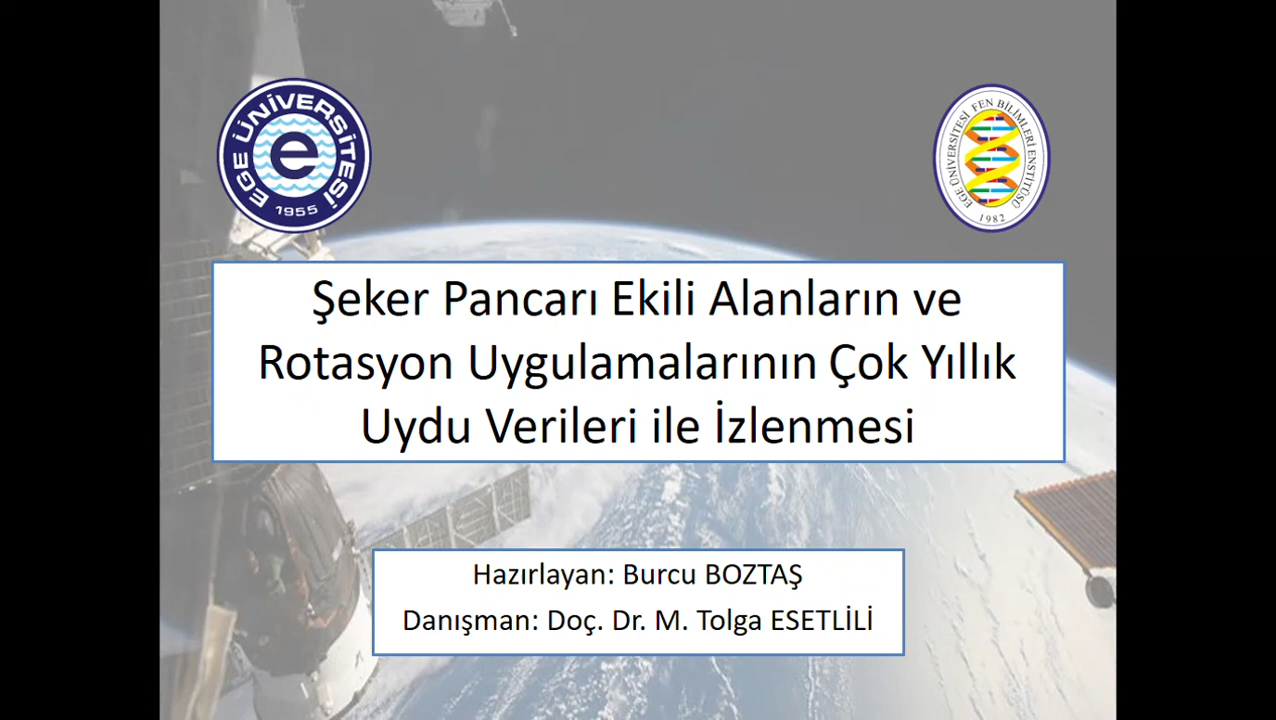 EGE ÜNİVERSİTESİ
1955
EGE ÜNİVERSİTESİ FEN BİLİMLERİ ENSTİTÜSÜ
1982
Şeker Pancarı Ekili Alanların ve
Rotasyon Uygulamalarının Çok Yıllık
Uydu Verileri ile İzlenmesi
Hazırlayan: Burcu BOZTAŞ
Danışman: Doç. Dr. M. Tolga ESETLİLİ